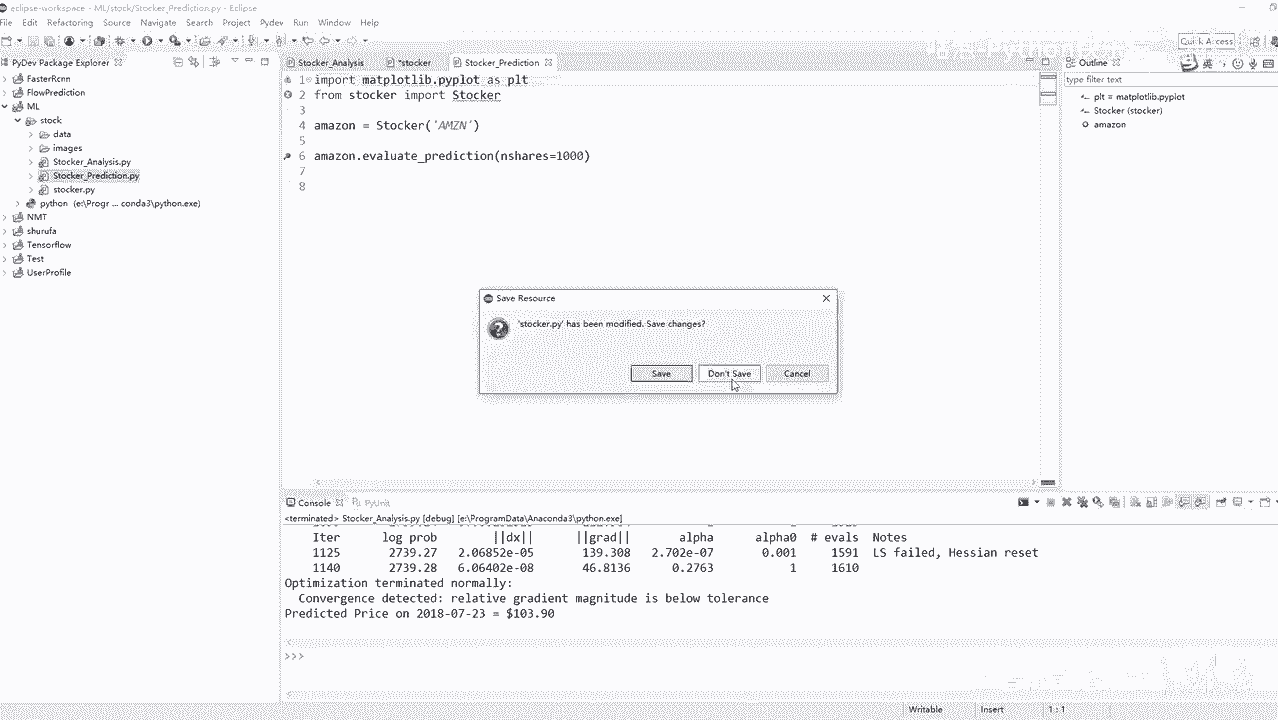 eclipse-workspace - ML/stock/Stocker_Prediction.py - Eclipse
File Edit Refactoring Source Navigate Search Project Pydev Run Window Help
Quick Access
PyDev Package Explorer
FasterRcnn
FlowPrediction
ML
stock
data
images
Stocker_Analysis.py
Stocker_Prediction.py
stocker.py
python (e:\Progr ... conda3\python.exe)
NMT
shurufa
Tensorflow
Test
UserProfile
Stocker_Analysis *stocker Stocker_Prediction
1 import matplotlib.pyplot as plt
2 from stocker import Stocker
3
4 amazon = Stocker('AMZN')
5
6 amazon.evaluate_prediction(nshares=1000)
7
8
Outline
type filter text
plt = matplotlib.pyplot
Stocker (stocker)
amazon
Save Resource
'stocker.py' has been modified. Save changes?
Save Don't Save Cancel
Console PyUnit
<terminated> Stocker_Analysis.py [debug] [e:\ProgramData\Anaconda3\python.exe]
Iter log prob ||dx|| ||grad|| alpha alpha0 # evals Notes
1125 2739.27 2.06852e-05 139.308 2.702e-07 0.001 1591 LS failed, Hessian reset
1140 2739.28 6.06402e-08 46.8136 0.2763 1 1610
Optimization terminated normally:
Convergence detected: relative gradient magnitude is below tolerance
Predicted Price on 2018-07-23 = $103.90
>>>
Writable Insert 1 : 1